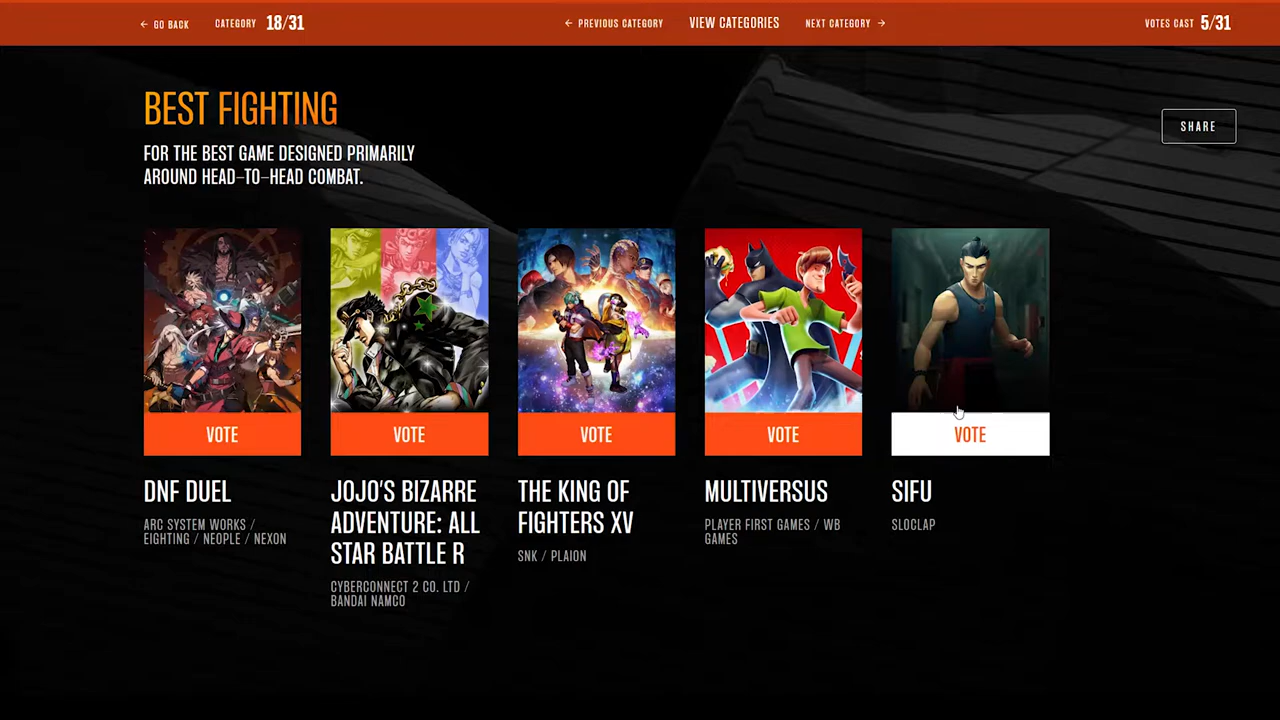 ← GO BACK CATEGORY 18/31 ← PREVIOUS CATEGORY VIEW CATEGORIES NEXT CATEGORY → VOTES CAST 5/31
BEST FIGHTING
SHARE
FOR THE BEST GAME DESIGNED PRIMARILY
AROUND HEAD-TO-HEAD COMBAT.
VOTE VOTE VOTE VOTE VOTE
DNF DUEL
ARC SYSTEM WORKS /
EIGHTING / NEOPLE / NEXON
JOJO'S BIZARRE
ADVENTURE: ALL
STAR BATTLE R
CYBERCONNECT 2 CO. LTD /
BANDAI NAMCO
THE KING OF
FIGHTERS XV
SNK / PLAION
MULTIVERSUS
PLAYER FIRST GAMES / WB
GAMES
SIFU
SLOCLAP